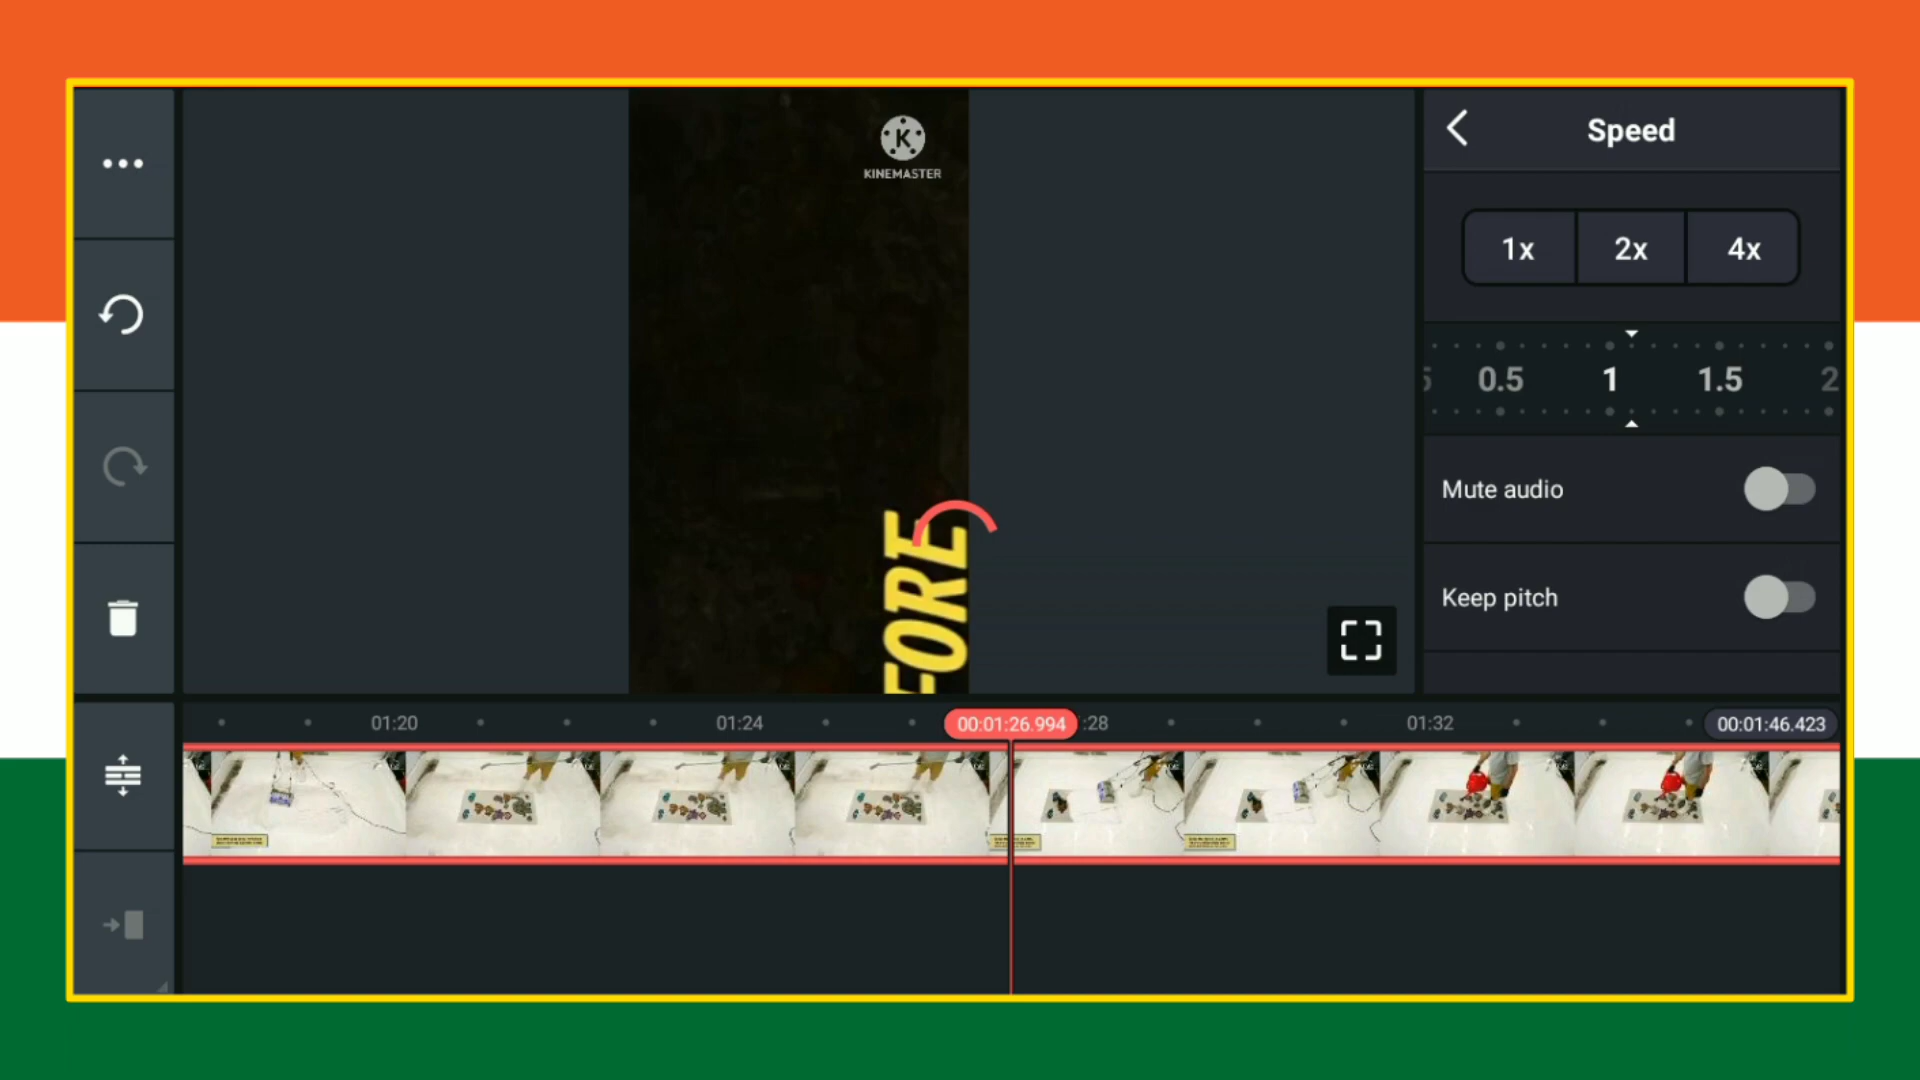 K
KINEMASTER
Speed
1x 2x 4x
0.5 1 1.5 2
Mute audio
Keep pitch
FORE
01:20 01:24 00:01:26.994 :28 01:32 00:01:46.423